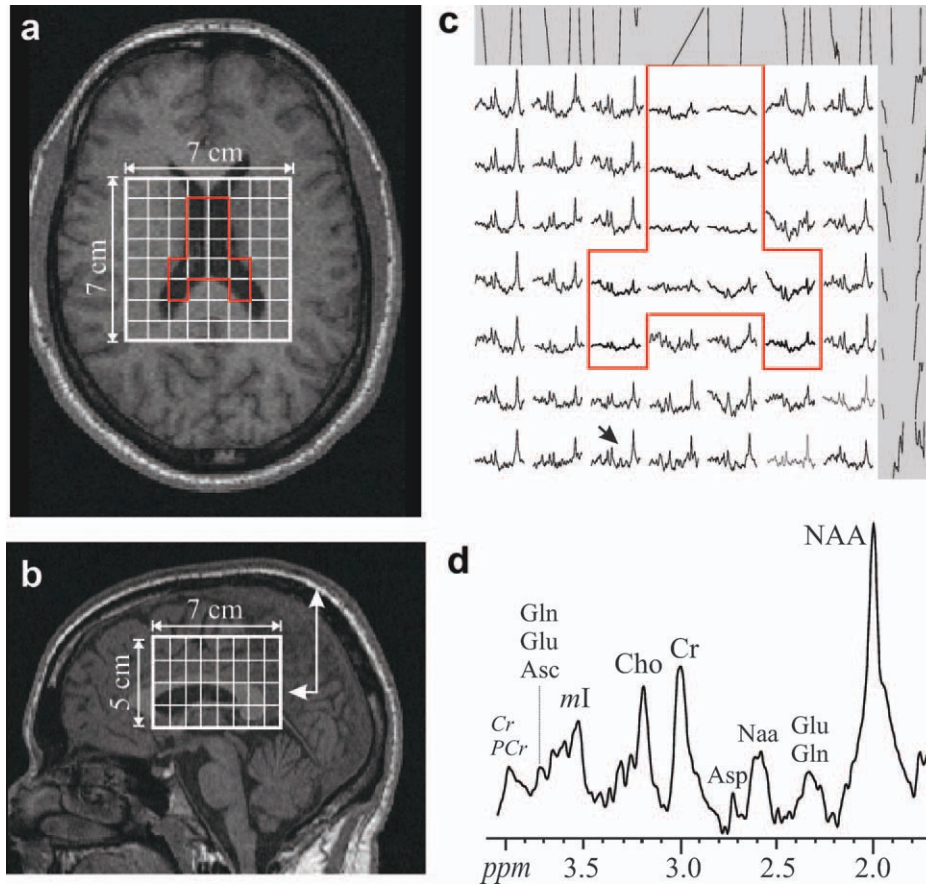 a
7 cm
7 cm
b
7 cm
5 cm
c
d
NAA
Gln
Glu
Asc
Cho
Cr
mI
Cr
PCr
Asp
Naa
Glu
Gln
ppm 3.5 3.0 2.5 2.0